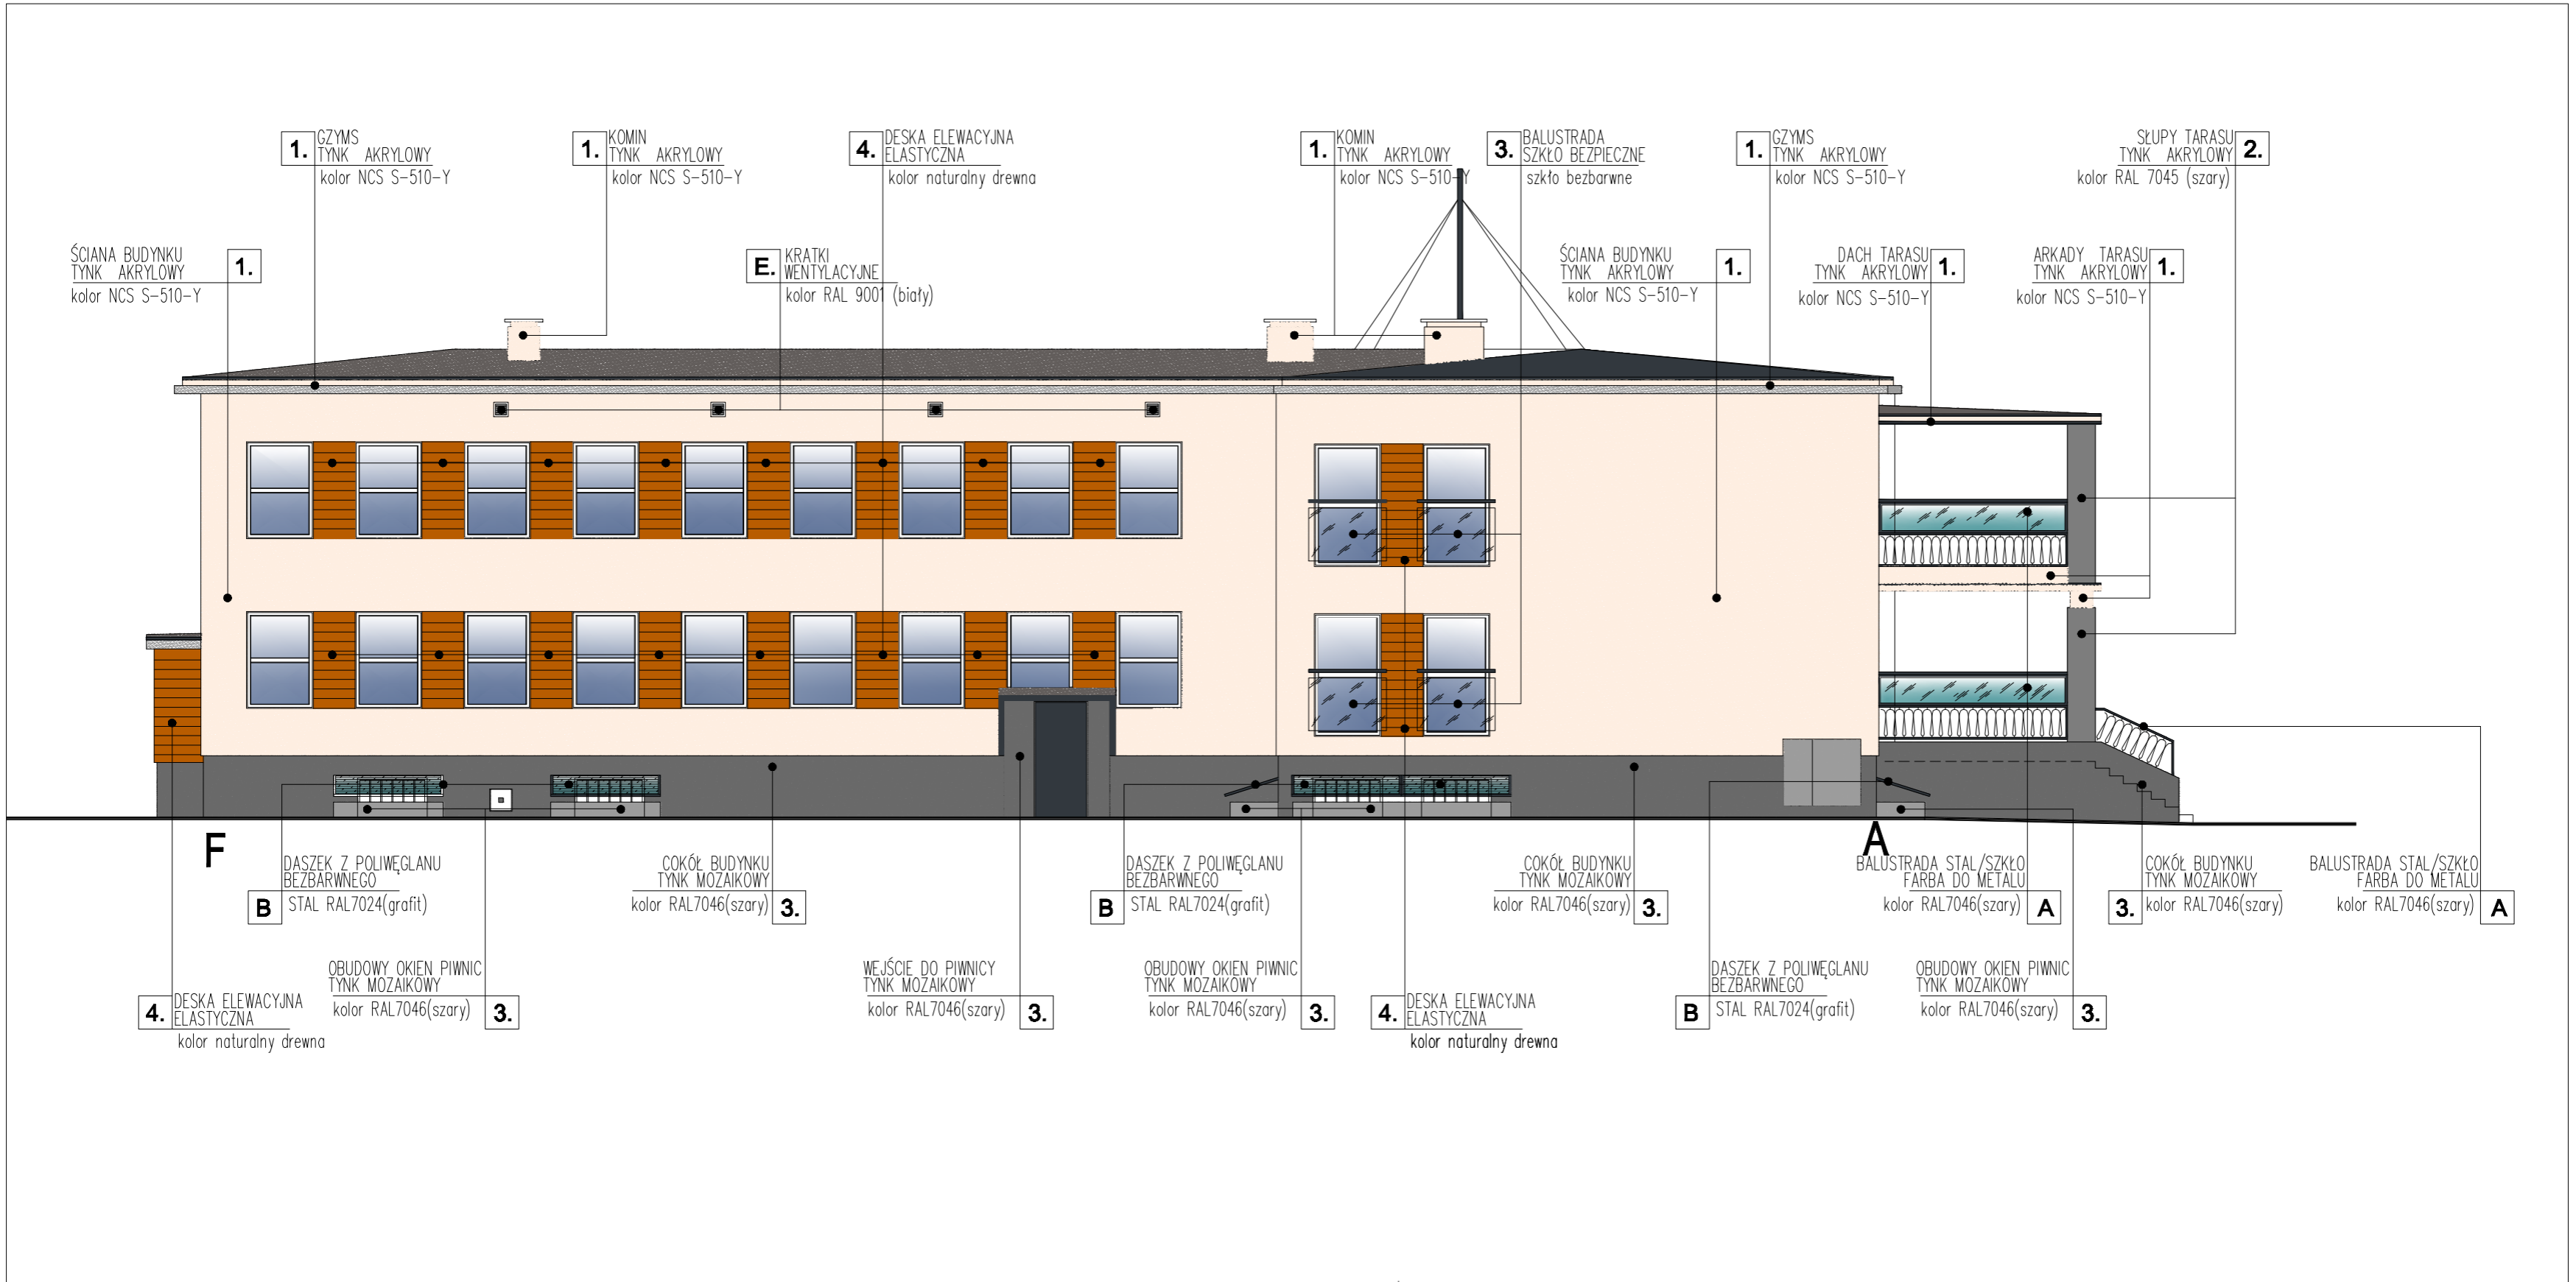 1.
GZYMS
TYNK AKRYLOWY
kolor NCS S-510-Y
1.
KOMIN
TYNK AKRYLOWY
kolor NCS S-510-Y
4.
DESKA ELEWACYJNA
ELASTYCZNA
kolor naturalny drewna
1.
KOMIN
TYNK AKRYLOWY
kolor NCS S-510-Y
3.
BALUSTRADA
SZKŁO BEZPIECZNE
szkło bezbarwne
1.
GZYMS
TYNK AKRYLOWY
kolor NCS S-510-Y
SŁUPY TARASU
TYNK AKRYLOWY
kolor RAL 7045 (szary)
2.
ŚCIANA BUDYNKU
TYNK AKRYLOWY
kolor NCS S-510-Y
1.
E.
KRATKI
WENTYLACYJNE
kolor RAL 9001 (biały)
ŚCIANA BUDYNKU
TYNK AKRYLOWY
kolor NCS S-510-Y
1.
DACH TARASU
TYNK AKRYLOWY
kolor NCS S-510-Y
1.
ARKADY TARASU
TYNK AKRYLOWY
kolor NCS S-510-Y
1.
F
A
DASZEK Z POLIWĘGLANU
BEZBARWNEGO
B
STAL RAL7024(grafit)
COKÓŁ BUDYNKU
TYNK MOZAIKOWY
kolor RAL7046(szary)
3.
DASZEK Z POLIWĘGLANU
BEZBARWNEGO
B
STAL RAL7024(grafit)
COKÓŁ BUDYNKU
TYNK MOZAIKOWY
kolor RAL7046(szary)
3.
BALUSTRADA STAL/SZKŁO
FARBA DO METALU
kolor RAL7046(szary)
A
COKÓŁ BUDYNKU
TYNK MOZAIKOWY
3.
kolor RAL7046(szary)
BALUSTRADA STAL/SZKŁO
FARBA DO METALU
kolor RAL7046(szary)
A
4.
DESKA ELEWACYJNA
ELASTYCZNA
kolor naturalny drewna
OBUDOWY OKIEN PIWNIC
TYNK MOZAIKOWY
kolor RAL7046(szary)
3.
WEJŚCIE DO PIWNICY
TYNK MOZAIKOWY
kolor RAL7046(szary)
3.
OBUDOWY OKIEN PIWNIC
TYNK MOZAIKOWY
kolor RAL7046(szary)
3.
4.
DESKA ELEWACYJNA
ELASTYCZNA
kolor naturalny drewna
DASZEK Z POLIWĘGLANU
BEZBARWNEGO
B
STAL RAL7024(grafit)
OBUDOWY OKIEN PIWNIC
TYNK MOZAIKOWY
kolor RAL7046(szary)
3.